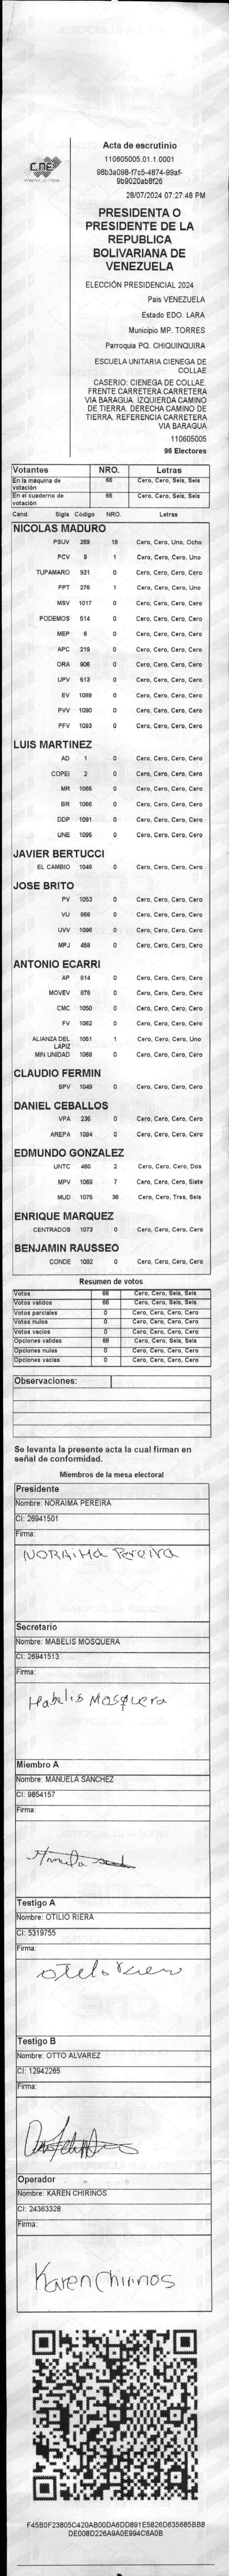 CNE
Acta de escrutinio
110605005.01.1.0001
98b3a098-f7c5-4874-99af-
9b9020ab8f26
28/07/2024 07:27:48 PM
PRESIDENTA O
PRESIDENTE DE LA
REPUBLICA
BOLIVARIANA DE
VENEZUELA
ELECCIÓN PRESIDENCIAL 2024
Pais VENEZUELA
Estado EDO. LARA
Municipio MP. TORRES
Parroquia PQ. CHIQUINQUIRA
ESCUELA UNITARIA CIENEGA DE
COLLAE
CASERIO: CIENEGA DE COLLAE.
FRENTE CARRETERA CARRETERA
VIA BARAGUA. IZQUIERDA CAMINO
DE TIERRA. DERECHA CAMINO DE
TIERRA. REFERENCIA CARRETERA
VIA BARAGUA
110605005
96 Electores
Votantes NRO. Letras
En la máquina de votación 66 Cero, Cero, Seis, Seis
En el cuaderno de votación 66 Cero, Cero, Seis, Seis
Cand. Sigla Código NRO. Letras
NICOLAS MADURO
PSUV 269 18 Cero, Cero, Uno, Ocho
PCV 9 1 Cero, Cero, Cero, Uno
TUPAMARO 931 0 Cero, Cero, Cero, Cero
PPT 276 1 Cero, Cero, Cero, Uno
MSV 1017 0 Cero, Cero, Cero, Cero
PODEMOS 514 0 Cero, Cero, Cero, Cero
MEP 6 0 Cero, Cero, Cero, Cero
APC 219 0 Cero, Cero, Cero, Cero
ORA 906 0 Cero, Cero, Cero, Cero
UPV 513 0 Cero, Cero, Cero, Cero
EV 1089 0 Cero, Cero, Cero, Cero
PVV 1090 0 Cero, Cero, Cero, Cero
PFV 1093 0 Cero, Cero, Cero, Cero
LUIS MARTINEZ
AD 1 0 Cero, Cero, Cero, Cero
COPEI 2 0 Cero, Cero, Cero, Cero
MR 1065 0 Cero, Cero, Cero, Cero
BR 1066 0 Cero, Cero, Cero, Cero
DDP 1091 0 Cero, Cero, Cero, Cero
UNE 1095 0 Cero, Cero, Cero, Cero
JAVIER BERTUCCI
EL CAMBIO 1048 0 Cero, Cero, Cero, Cero
JOSE BRITO
PV 1053 0 Cero, Cero, Cero, Cero
VU 969 0 Cero, Cero, Cero, Cero
UVV 1096 0 Cero, Cero, Cero, Cero
MPJ 458 0 Cero, Cero, Cero, Cero
ANTONIO ECARRI
AP 814 0 Cero, Cero, Cero, Cero
MOVEV 978 0 Cero, Cero, Cero, Cero
CMC 1050 0 Cero, Cero, Cero, Cero
FV 1062 0 Cero, Cero, Cero, Cero
ALIANZA DEL LAPIZ 1051 1 Cero, Cero, Cero, Uno
MIN UNIDAD 1068 0 Cero, Cero, Cero, Cero
CLAUDIO FERMIN
SPV 1049 0 Cero, Cero, Cero, Cero
DANIEL CEBALLOS
VPA 236 0 Cero, Cero, Cero, Cero
AREPA 1094 0 Cero, Cero, Cero, Cero
EDMUNDO GONZALEZ
UNTC 460 2 Cero, Cero, Cero, Dos
MPV 1069 7 Cero, Cero, Cero, Siete
MUD 1075 36 Cero, Cero, Tres, Seis
ENRIQUE MARQUEZ
CENTRADOS 1073 0 Cero, Cero, Cero, Cero
BENJAMIN RAUSSEO
CONDE 1092 0 Cero, Cero, Cero, Cero
Resumen de votos
Votos 66 Cero, Cero, Seis, Seis
Votos validos 66 Cero, Cero, Seis, Seis
Votos parciales 0 Cero, Cero, Cero, Cero
Votos nulos 0 Cero, Cero, Cero, Cero
Votos vacios 0 Cero, Cero, Cero, Cero
Opciones validas 66 Cero, Cero, Seis, Seis
Opciones nulas 0 Cero, Cero, Cero, Cero
Opciones vacias 0 Cero, Cero, Cero, Cero
Observaciones:
Se levanta la presente acta la cual firman en
señal de conformidad.
Miembros de la mesa electoral
Presidente
Nombre: NORAIMA PEREIRA
CI: 26941501
Firma:
NORAiMa Pereira
Secretario
Nombre: MABELIS MOSQUERA
CI: 26941513
Firma:
Mabelis Mosquera
Miembro A
Nombre: MANUELA SANCHEZ
CI: 9854157
Firma:
Testigo A
Nombre: OTILIO RIERA
CI: 5319755
Firma:
Testigo B
Nombre: OTTO ALVAREZ
CI: 12942265
Firma:
Operador
Nombre: KAREN CHIRINOS
CI: 24363328
Firma:
Karen Chirinos
F45B0F23805C420AB00DA6DD891E5826D635685BB8
DE008D226A9A0E994C6A0B